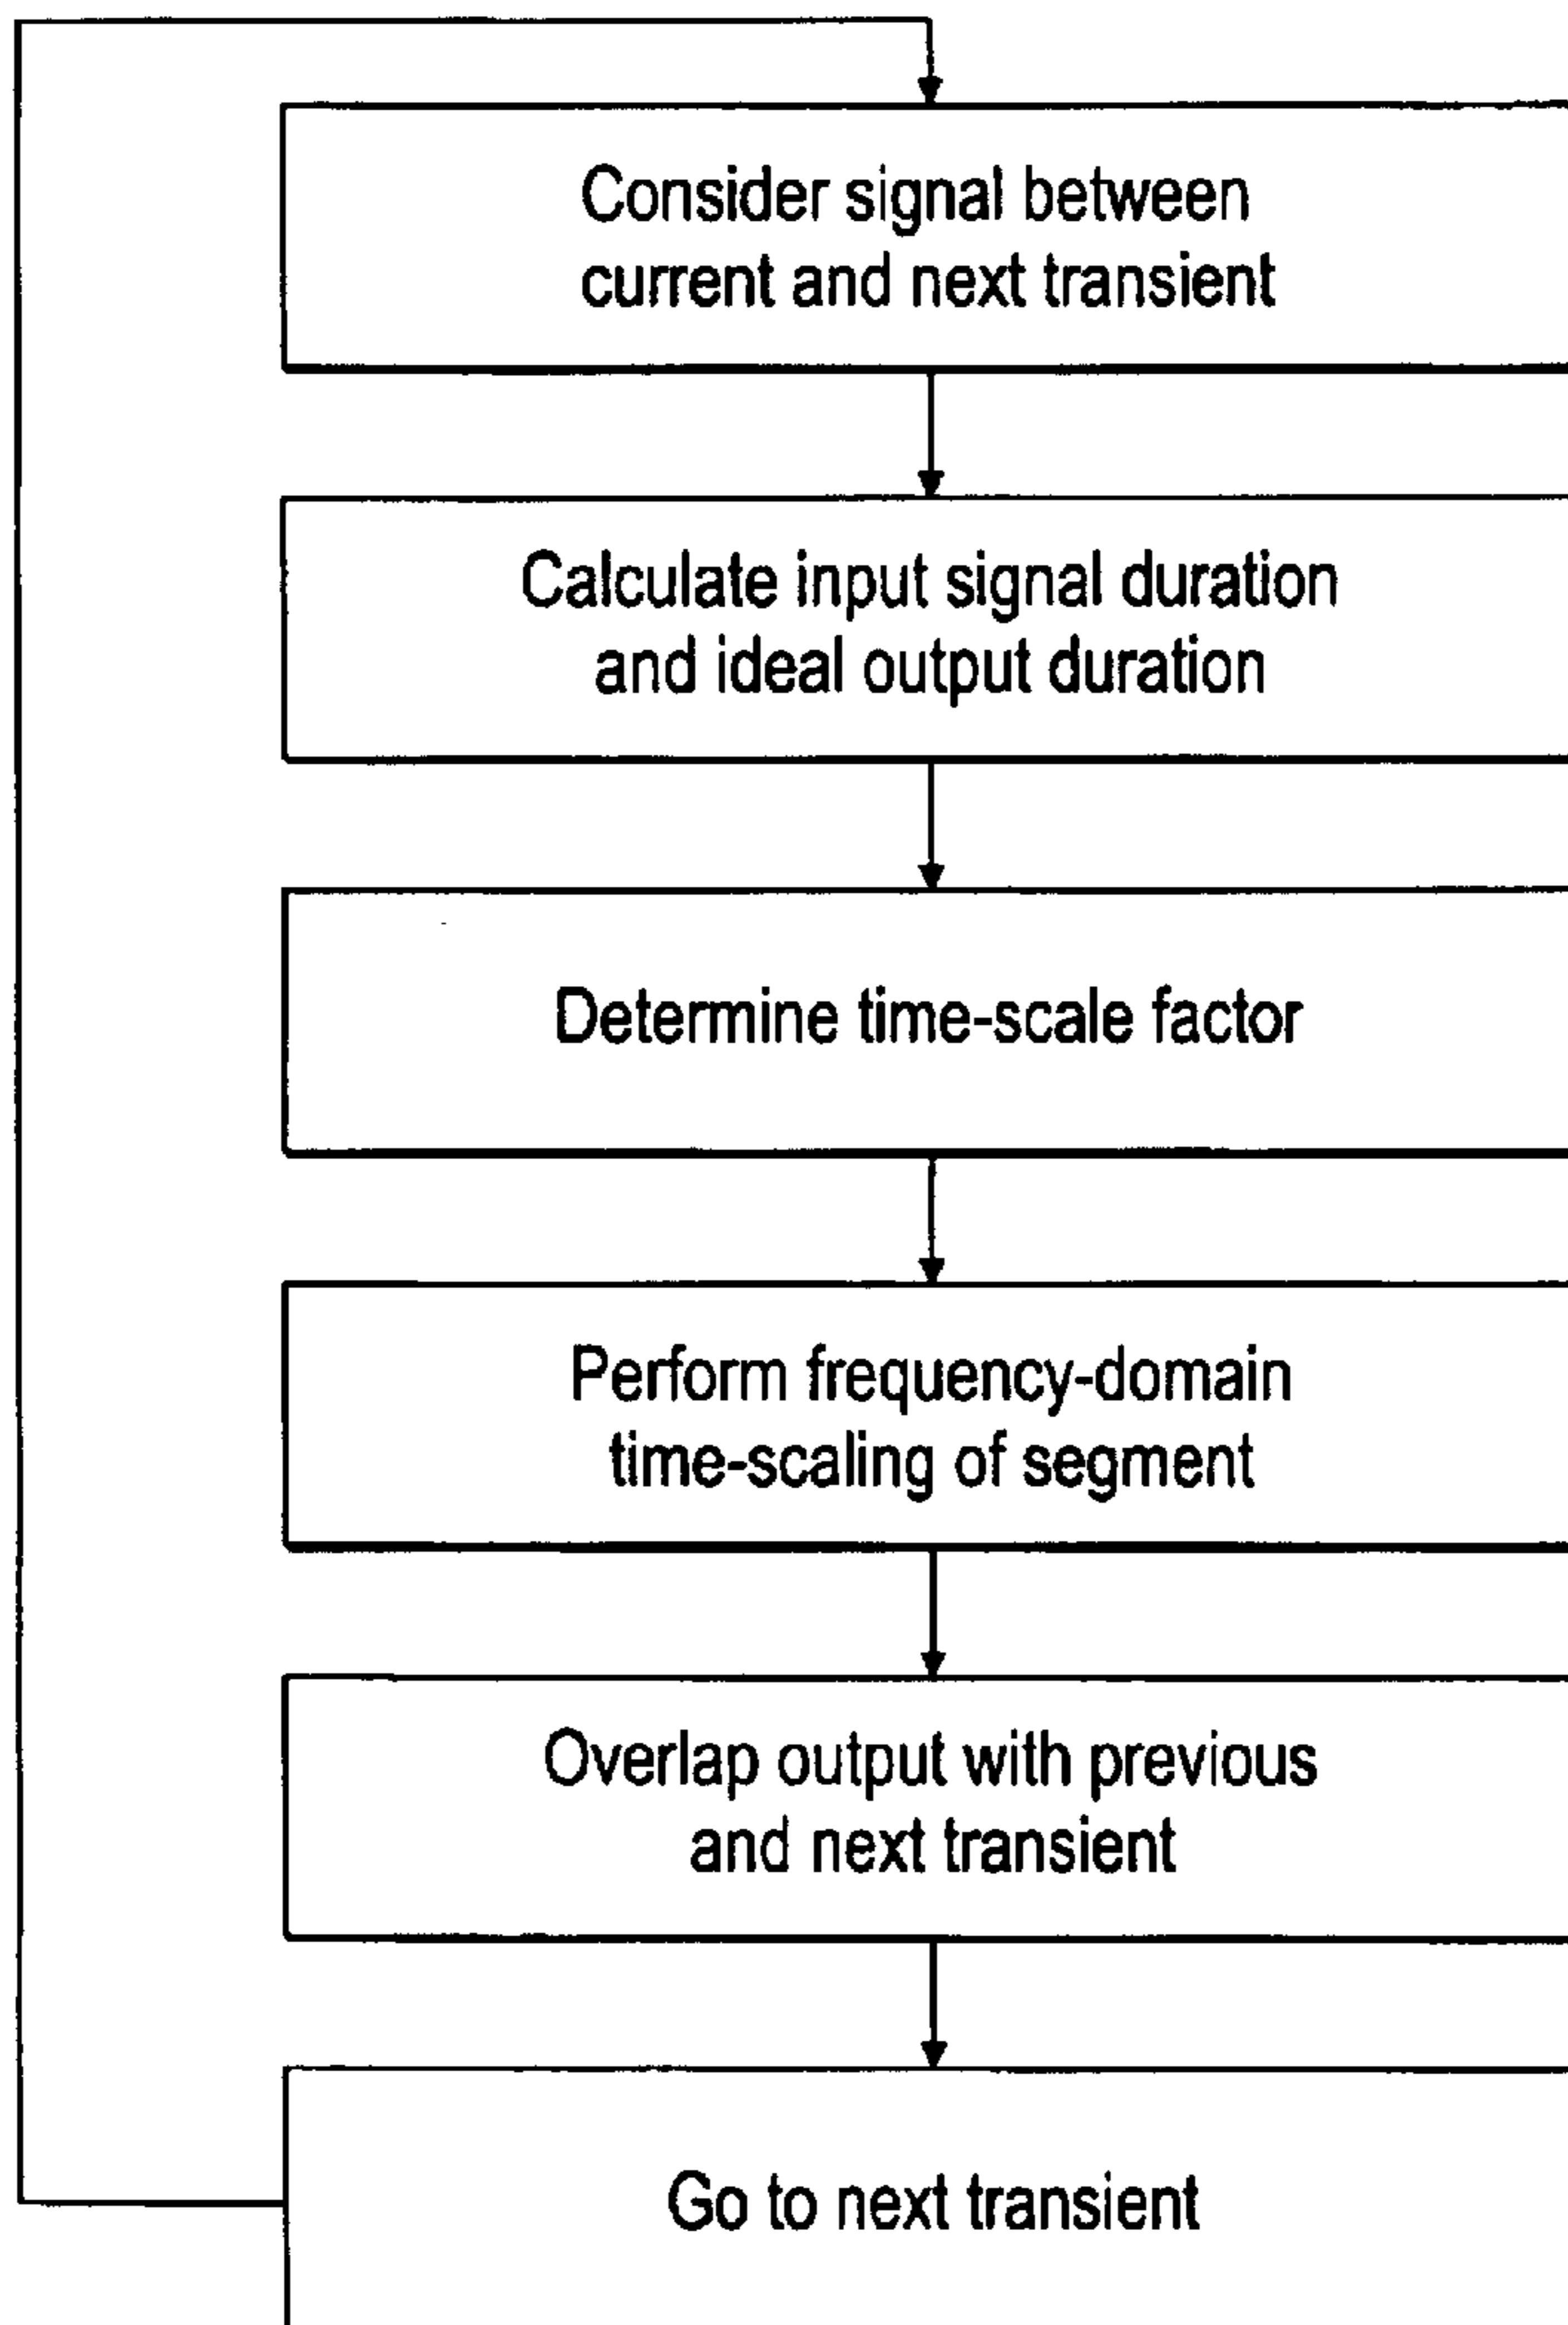 Consider signal between
current and next transient
Calculate input signal duration
and ideal output duration
Determine time-scale factor
Perform frequency-domain
time-scaling of segment
Overlap output with previous
and next transient
Go to next transient